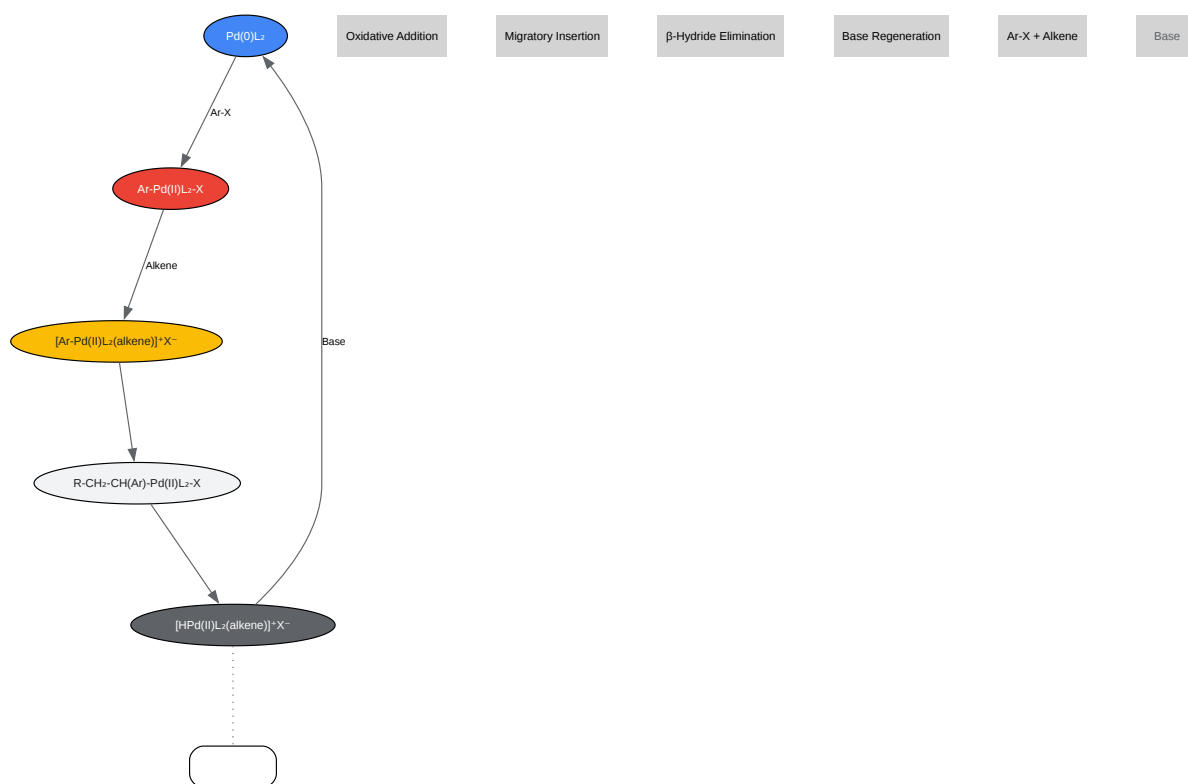 Pd(0)L₂
Oxidative Addition
Migratory Insertion
β-Hydride Elimination
Base Regeneration
Ar-X + Alkene
Base
Ar-X
Ar-Pd(II)L₂-X
Alkene
[Ar-Pd(II)L₂(alkene)]⁺X⁻
Base
R-CH₂-CH(Ar)-Pd(II)L₂-X
[HPd(II)L₂(alkene)]⁺X⁻